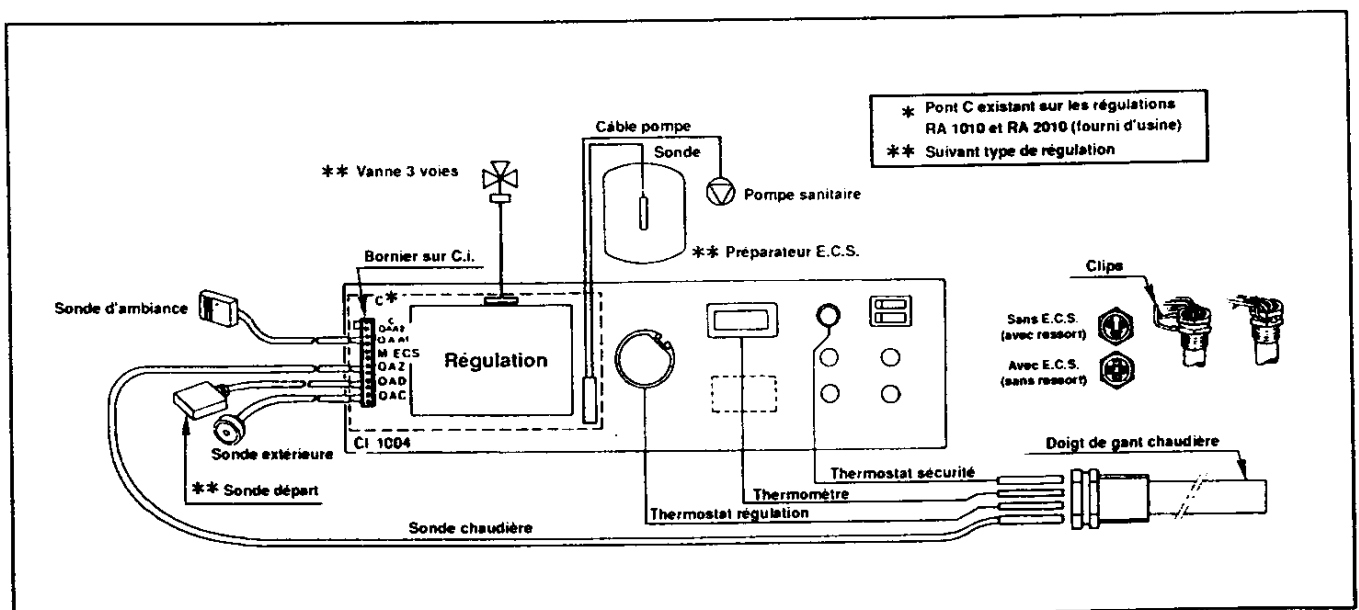 * Pont C existant sur les régulations
RA 1010 et RA 2010 (fourni d'usine)
** Suivant type de régulation
Câble pompe
Sonde
** Vanne 3 voies
Pompe sanitaire
** Préparateur E.C.S.
Bornier sur C.i.
Clips
Sonde d'ambiance
C*
C
QAA2
QAA1
M ECS
QAZ
QAD
QAC
Régulation
Sans E.C.S.
(avec ressort)
Avec E.C.S.
(sans ressort)
CI 1004
Sonde extérieure
** Sonde départ
Doigt de gant chaudière
Thermostat sécurité
Thermomètre
Thermostat régulation
Sonde chaudière